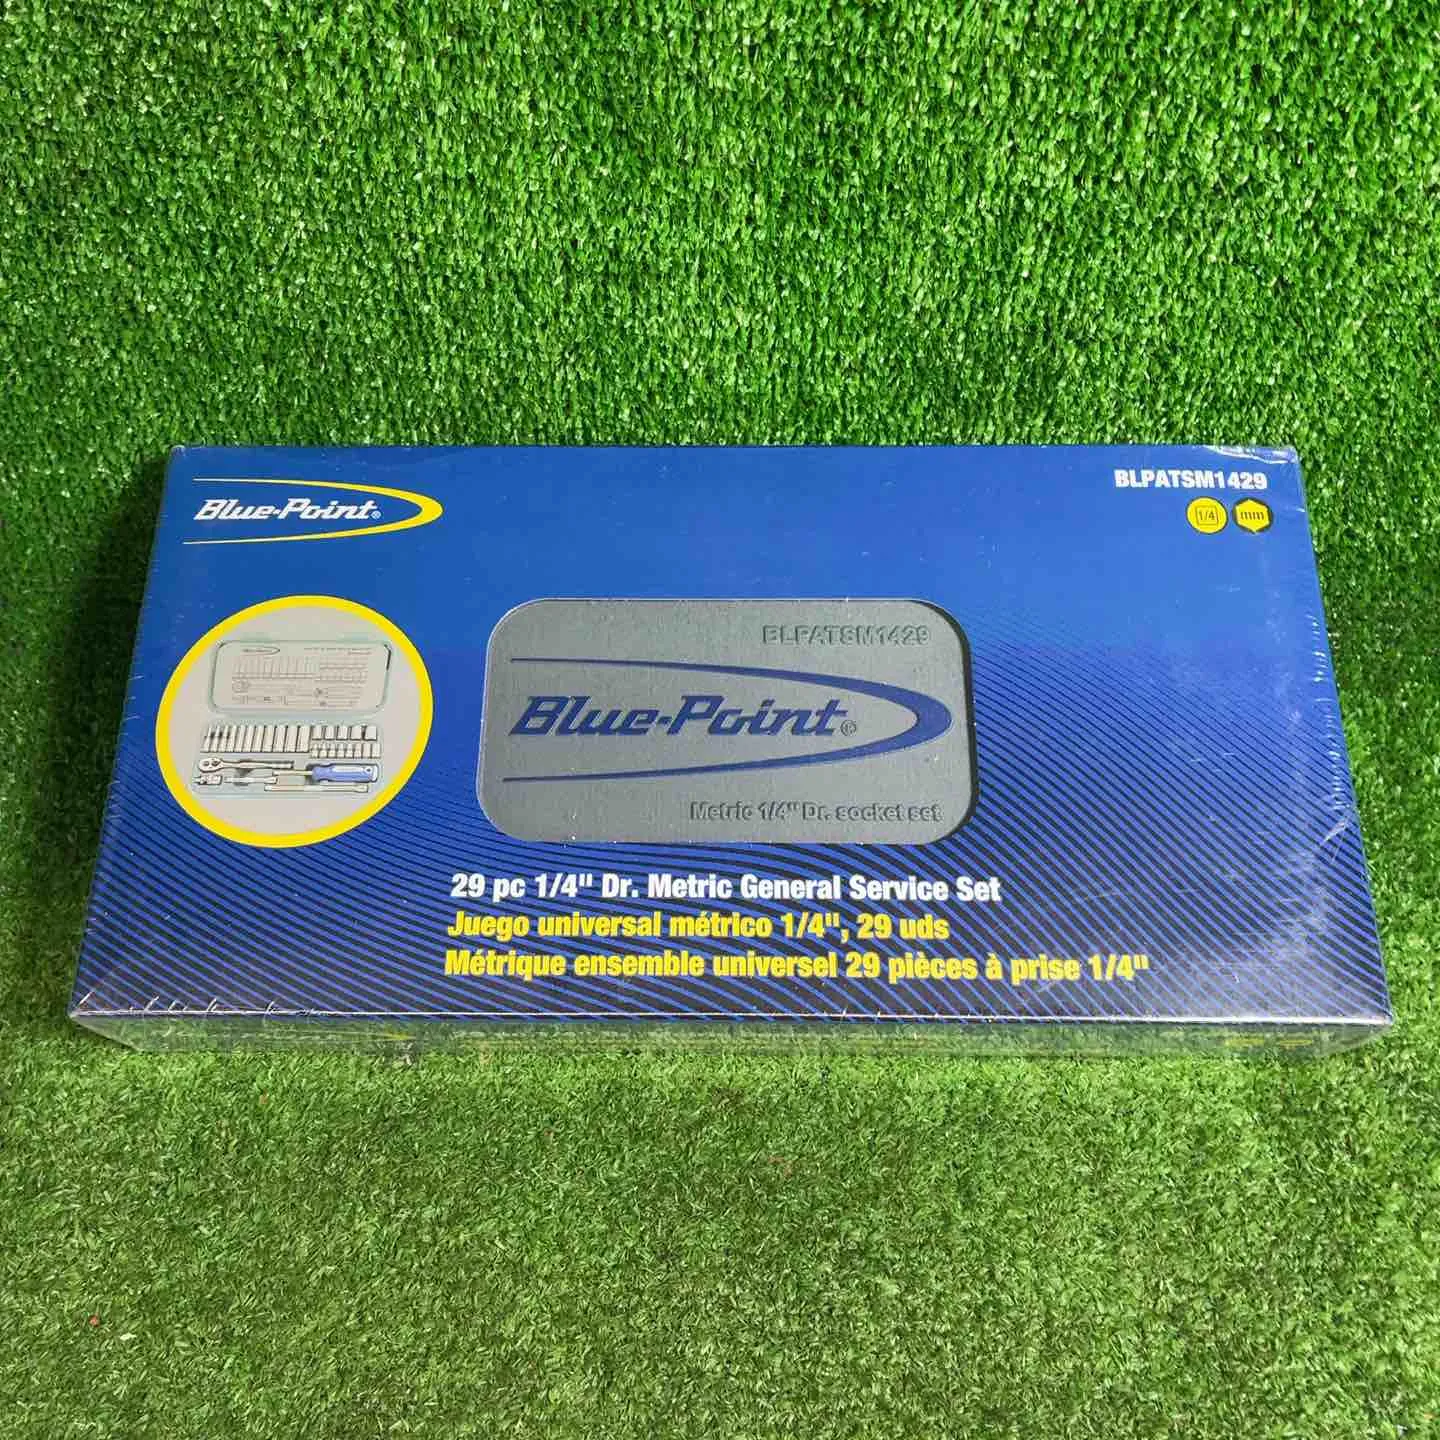 Blue-Point®
BLPATSM1429
1/4 mm
BLPATSM1429
Blue-Point®
Metric 1/4" Dr. socket set
29 pc 1/4" Dr. Metric General Service Set
Juego universal métrico 1/4", 29 uds
Métrique ensemble universel 29 pièces à prise 1/4"